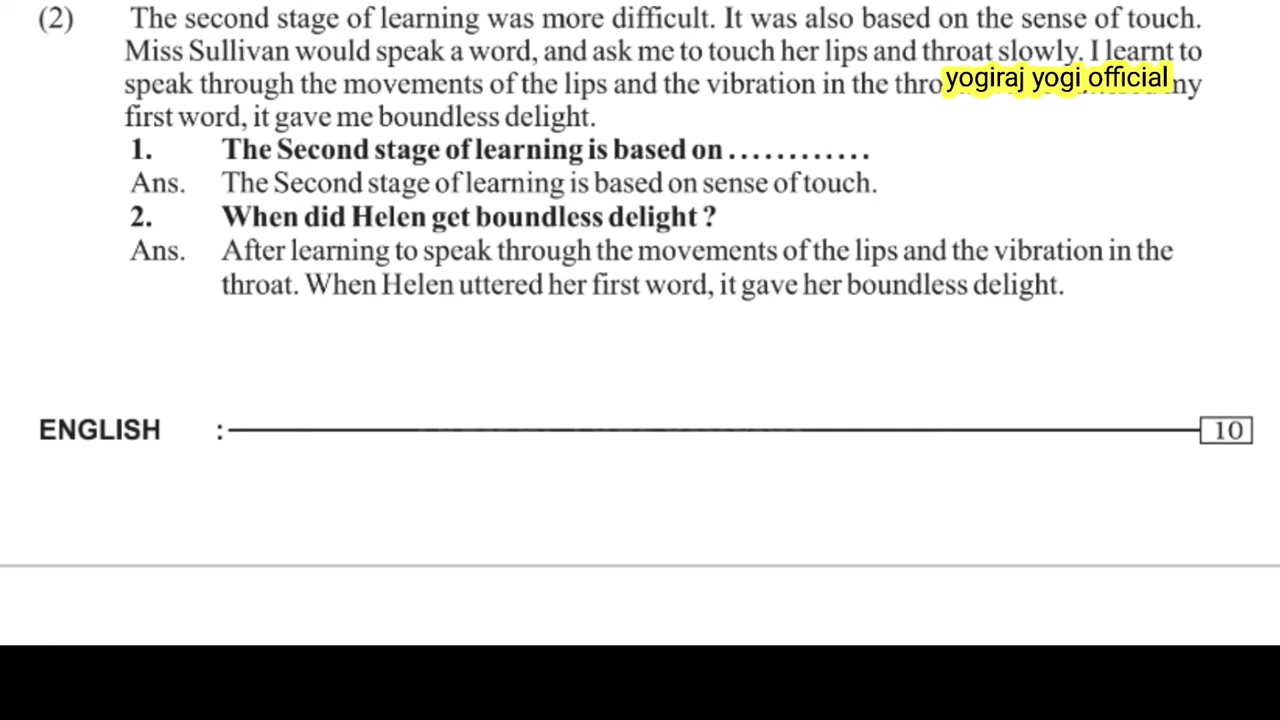 (2) The second stage of learning was more difficult. It was also based on the sense of touch.
Miss Sullivan would speak a word, and ask me to touch her lips and throat slowly. I learnt to
speak through the movements of the lips and the vibration in the yogiraj yogi official
first word, it gave me boundless delight.
1. The Second stage of learning is based on . . . . . . . . . . . .
Ans. The Second stage of learning is based on sense of touch.
2. When did Helen get boundless delight ?
Ans. After learning to speak through the movements of the lips and the vibration in the
throat. When Helen uttered her first word, it gave her boundless delight.
ENGLISH : 10